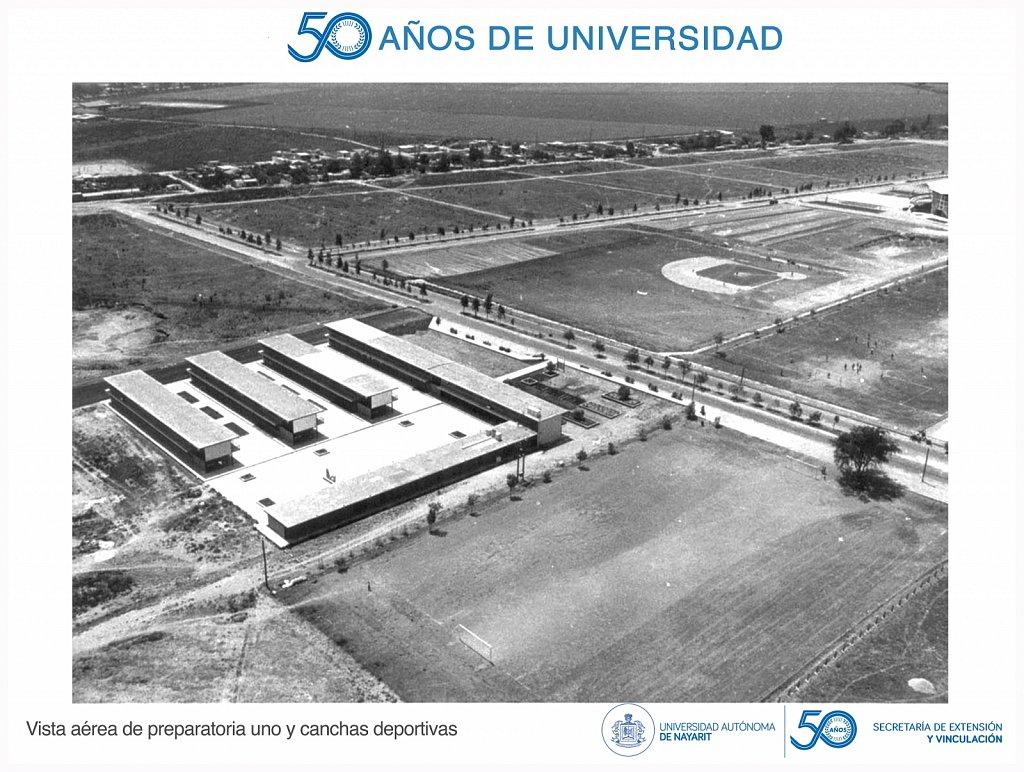 50 AÑOS DE UNIVERSIDAD
Vista aérea de preparatoria uno y canchas deportivas
UNIVERSIDAD AUTÓNOMA
DE NAYARIT
50
AÑOS
SECRETARÍA DE EXTENSIÓN
Y VINCULACIÓN